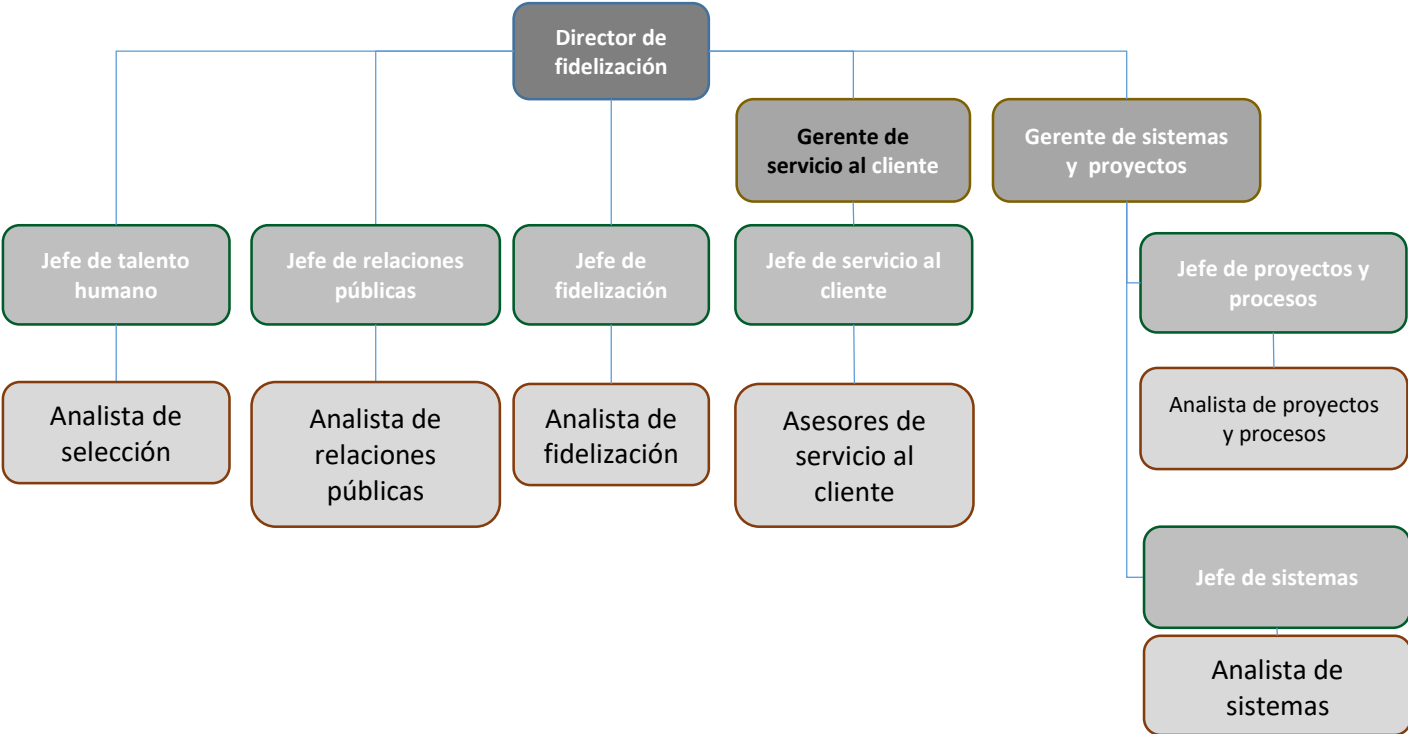 Director de
fidelización
Gerente de
servicio al cliente
Gerente de sistemas
y proyectos
Jefe de talento
humano
Jefe de relaciones
públicas
Jefe de
fidelización
Jefe de servicio al
cliente
Jefe de proyectos y
procesos
Analista de
selección
Analista de
relaciones
públicas
Analista de
fidelización
Asesores de
servicio al
cliente
Analista de proyectos
y procesos
Jefe de sistemas
Analista de
sistemas